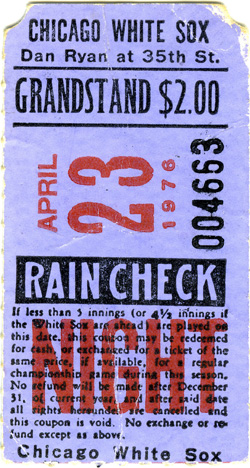 CHICAGO WHITE SOX
Dan Ryan at 35th St.
GRANDSTAND $2.00
APRIL
23
1976
004663
RAIN CHECK
If less than 5 innings (or 4½ innings if
the White Sox are ahead) are played on
this date, this coupon may be redeemed
for cash, or exchanged for a ticket of the
same price, if available, for a regular
championship game during this season.
No refund will be made after December
31, of current year, and after said date
all rights hereunder are cancelled and
this coupon is void. No exchange or re-
fund except as above.
Chicago White Sox